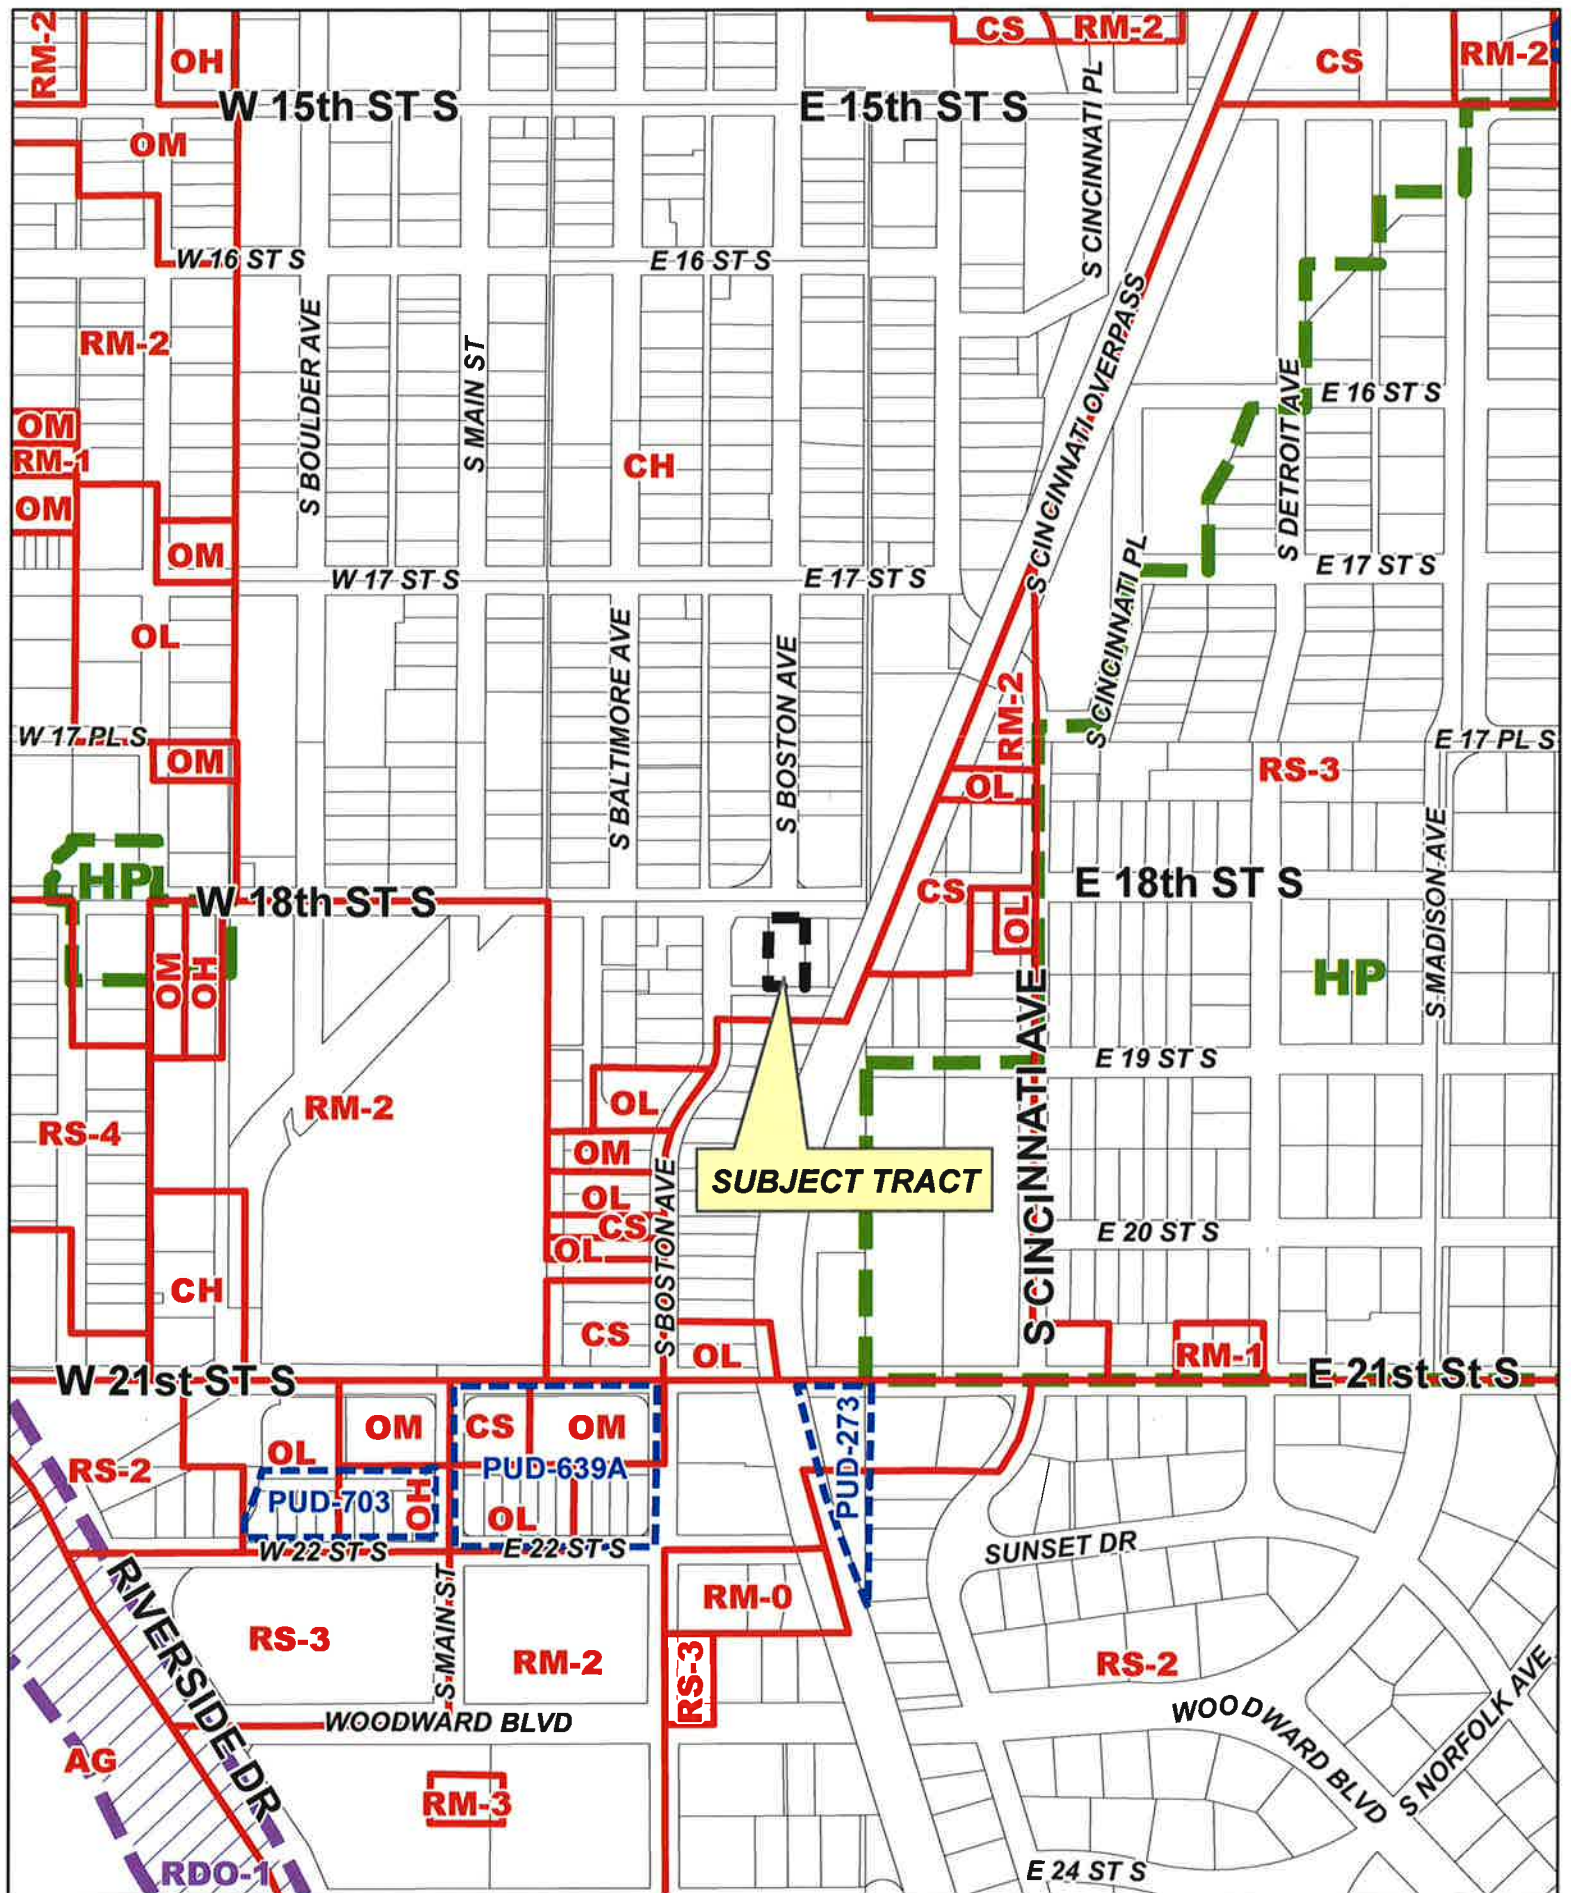 RM-2
OH
CS
RM-2
CS
RM-2
W 15th ST S
E 15th ST S
S CINCINNATI PL
OM
W 16 ST S
E 16 ST S
RM-2
S BOULDER AVE
S MAIN ST
S CINCINNATI OVERPASS
S DETROIT AVE
E 16 ST S
OM
RM-1
OM
CH
OM
W 17 ST S
E 17 ST S
E 17 ST S
S CINCINNATI PL
OL
S BALTIMORE AVE
S BOSTON AVE
RM-2
W 17 PL S
OM
E 17 PL S
RS-3
OL
S MADISON AVE
HP
L
W 18th ST S
CS
OL
E 18th ST S
OM
OH
HP
S CINCINNATI AVE
E 19 ST S
RM-2
OL
RS-4
OM
SUBJECT TRACT
OL
CS
OL
S BOSTON AVE
E 20 ST S
CH
CS
OL
RM-1
W 21st ST S
E 21st St S
OM
CS
OM
PUD-273
OL
RS-2
PUD-639A
PUD-703
OH
OL
W 22 ST S
E 22 ST S
SUNSET DR
RIVERSIDE DR
S MAIN ST
RM-0
RS-3
RM-2
RS-3
RS-2
WOODWARD BLVD
WOODWARD BLVD
S NORFOLK AVE
AG
RM-3
RDO-1
E 24 ST S